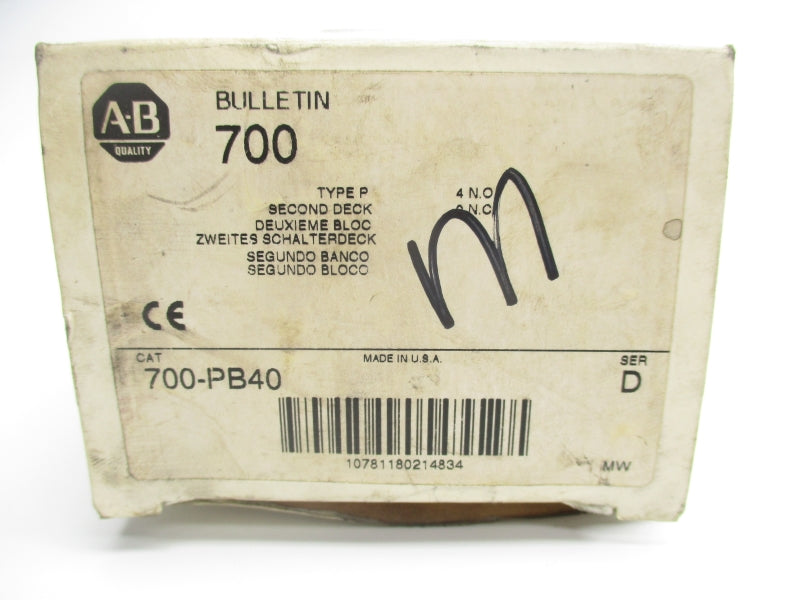 A-B
QUALITY
BULLETIN
700
TYPE P 4 N.O.
SECOND DECK N.C.
DEUXIEME BLOC
ZWEITES SCHALTERDECK
SEGUNDO BANCO
SEGUNDO BLOCO
m
CE
CAT MADE IN U.S.A. SER
700-PB40 D
10781180214834
MW